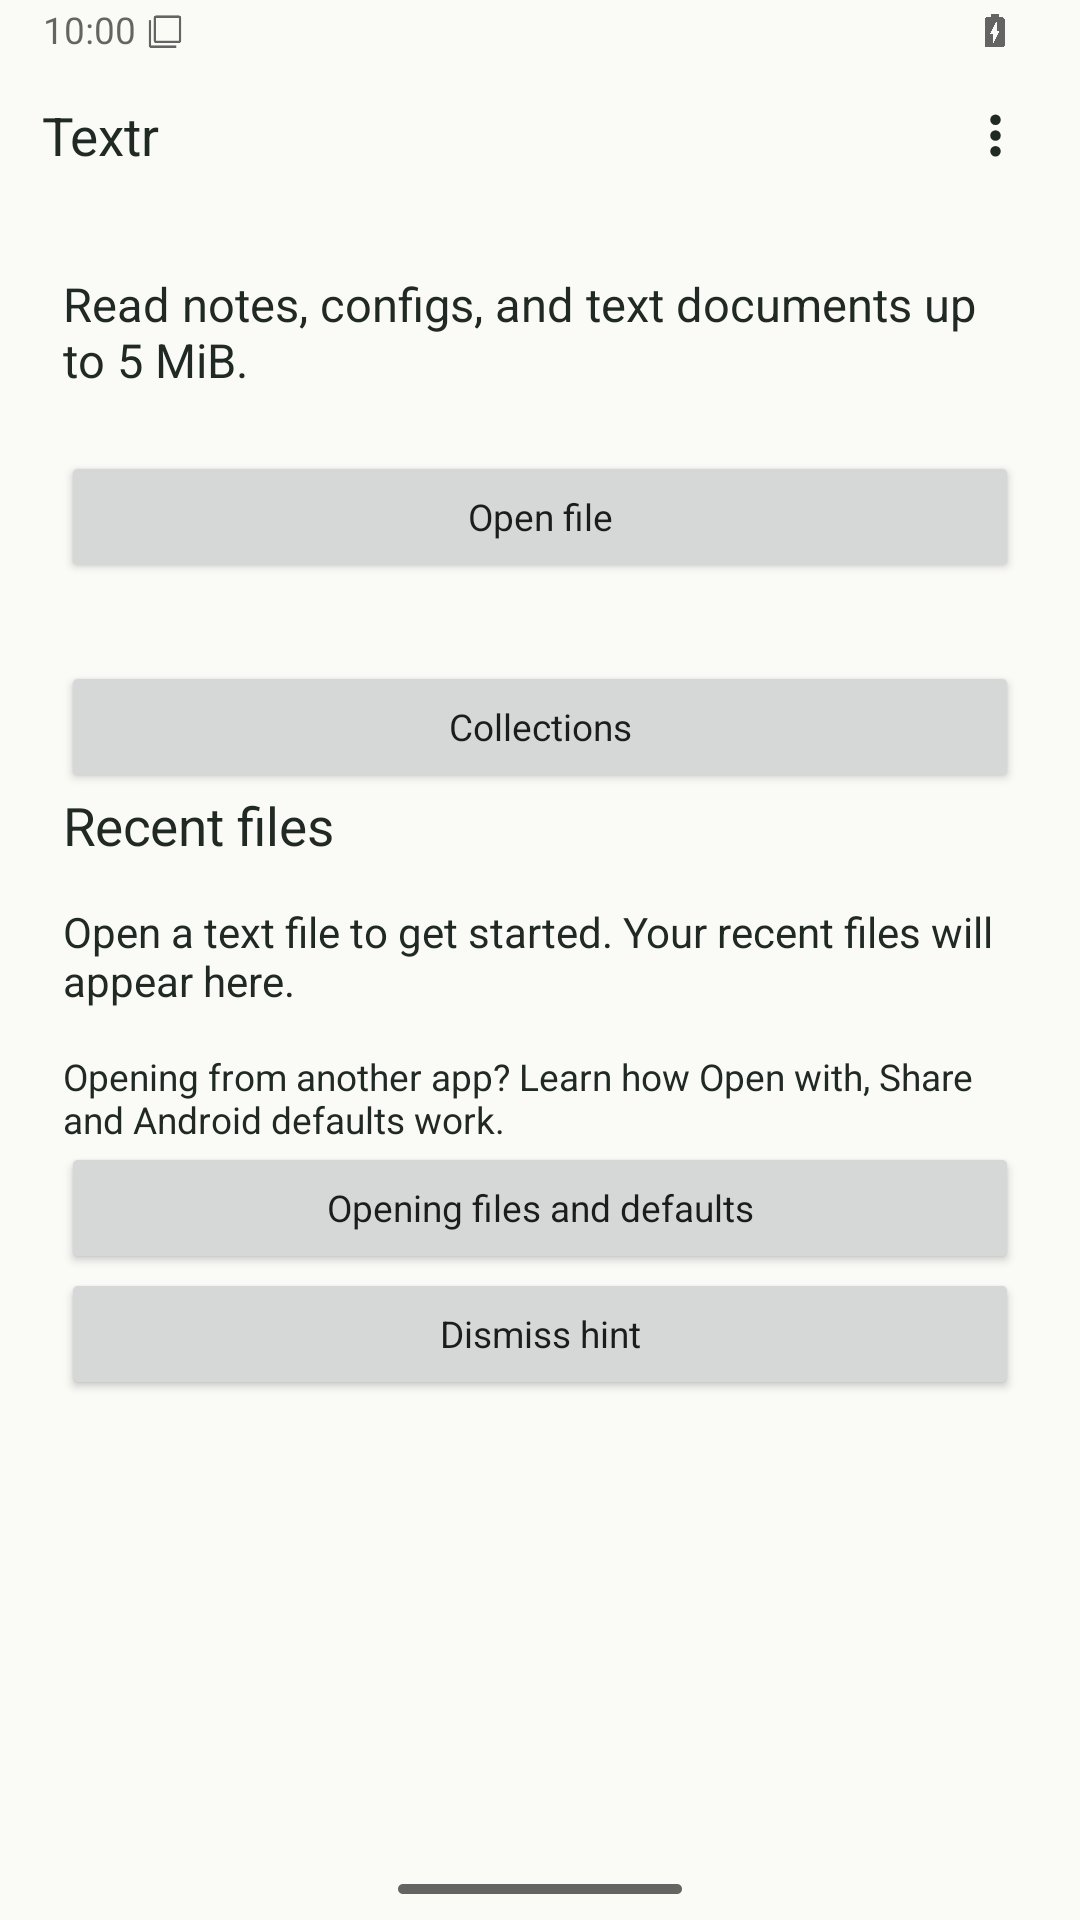 10:00
Textr
Read notes, configs, and text documents up
to 5 MiB.
Open file
Collections
Recent files
Open a text file to get started. Your recent files will
appear here.
Opening from another app? Learn how Open with, Share
and Android defaults work.
Opening files and defaults
Dismiss hint